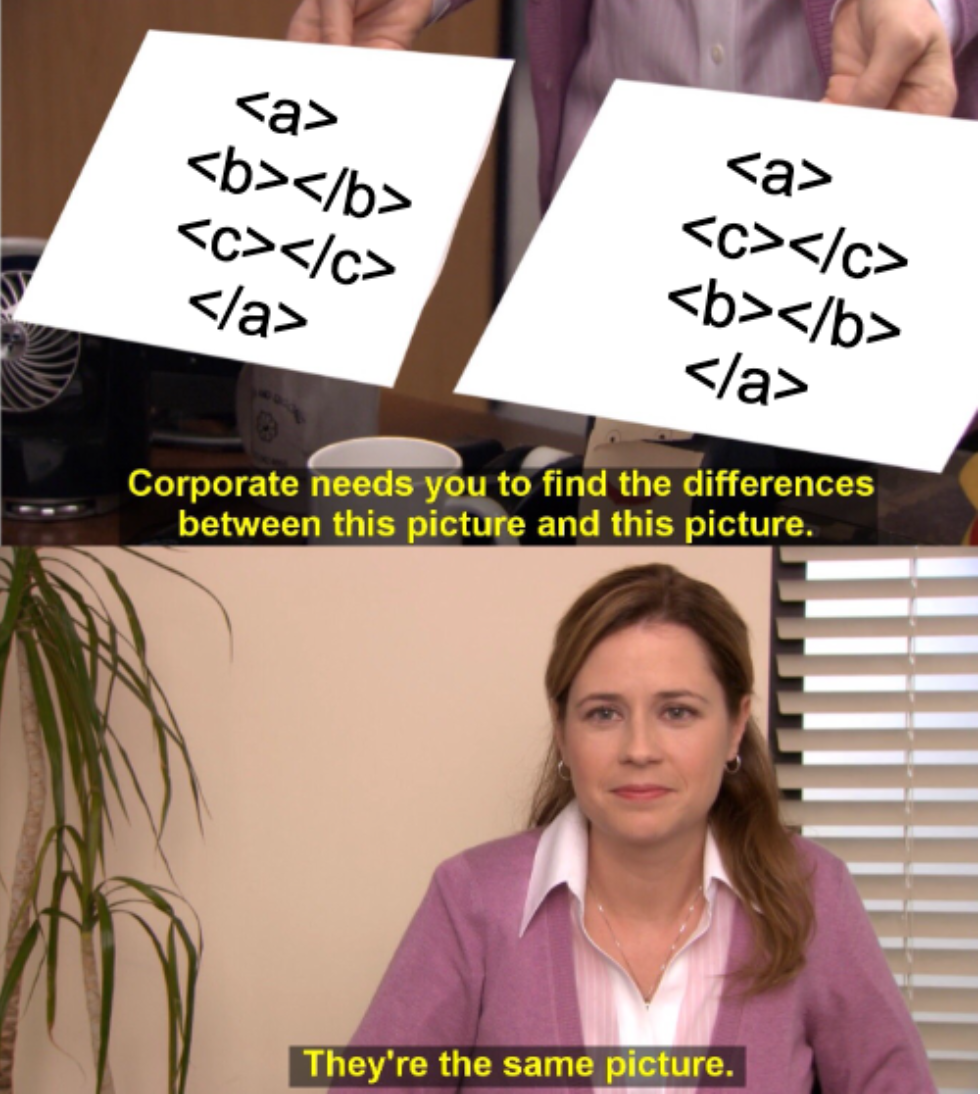 <a>
<b></b>
<c></c>
</a>
<a>
<c></c>
<b></b>
</a>
Corporate needs you to find the differences
between this picture and this picture.
They're the same picture.